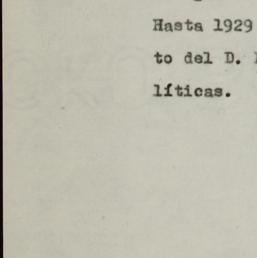 Hasta 1929
to del D.
líticas.